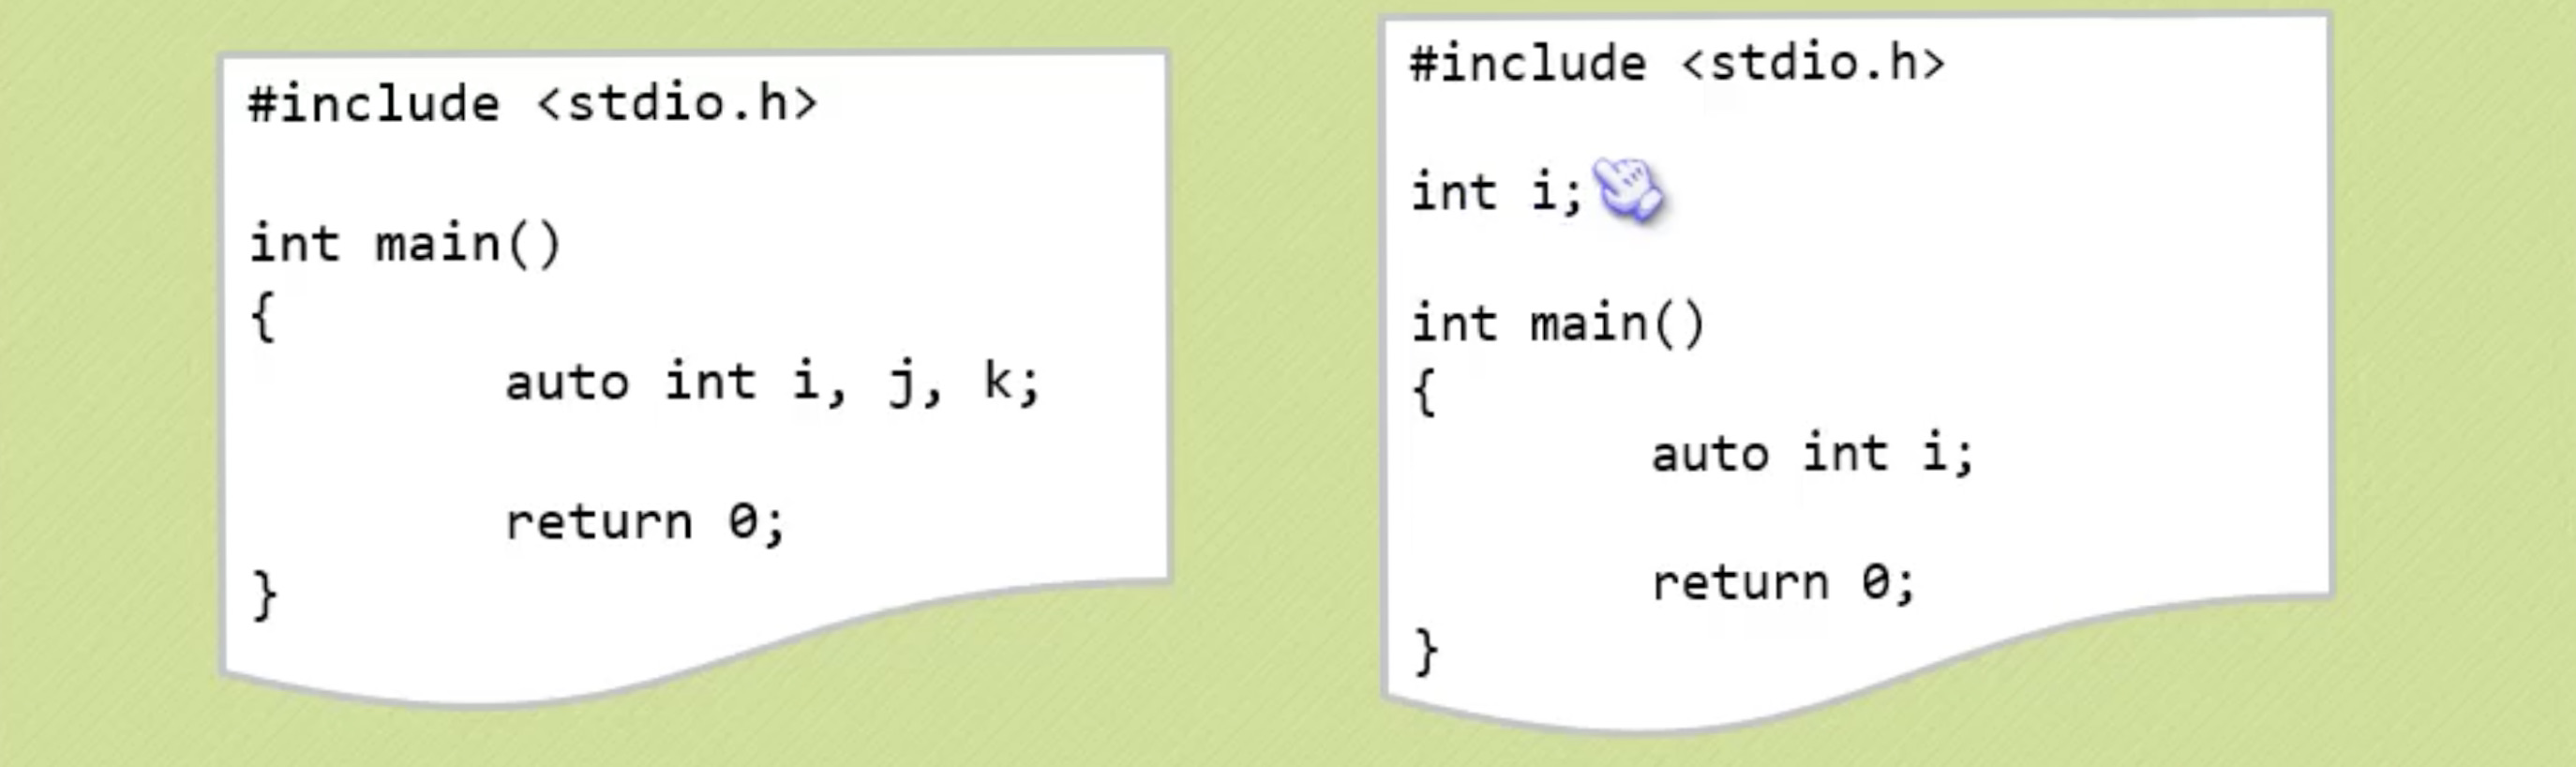 #include <stdio.h>
int main()
{
auto int i, j, k;
return 0;
}
#include <stdio.h>
int i;
int main()
{
auto int i;
return 0;
}